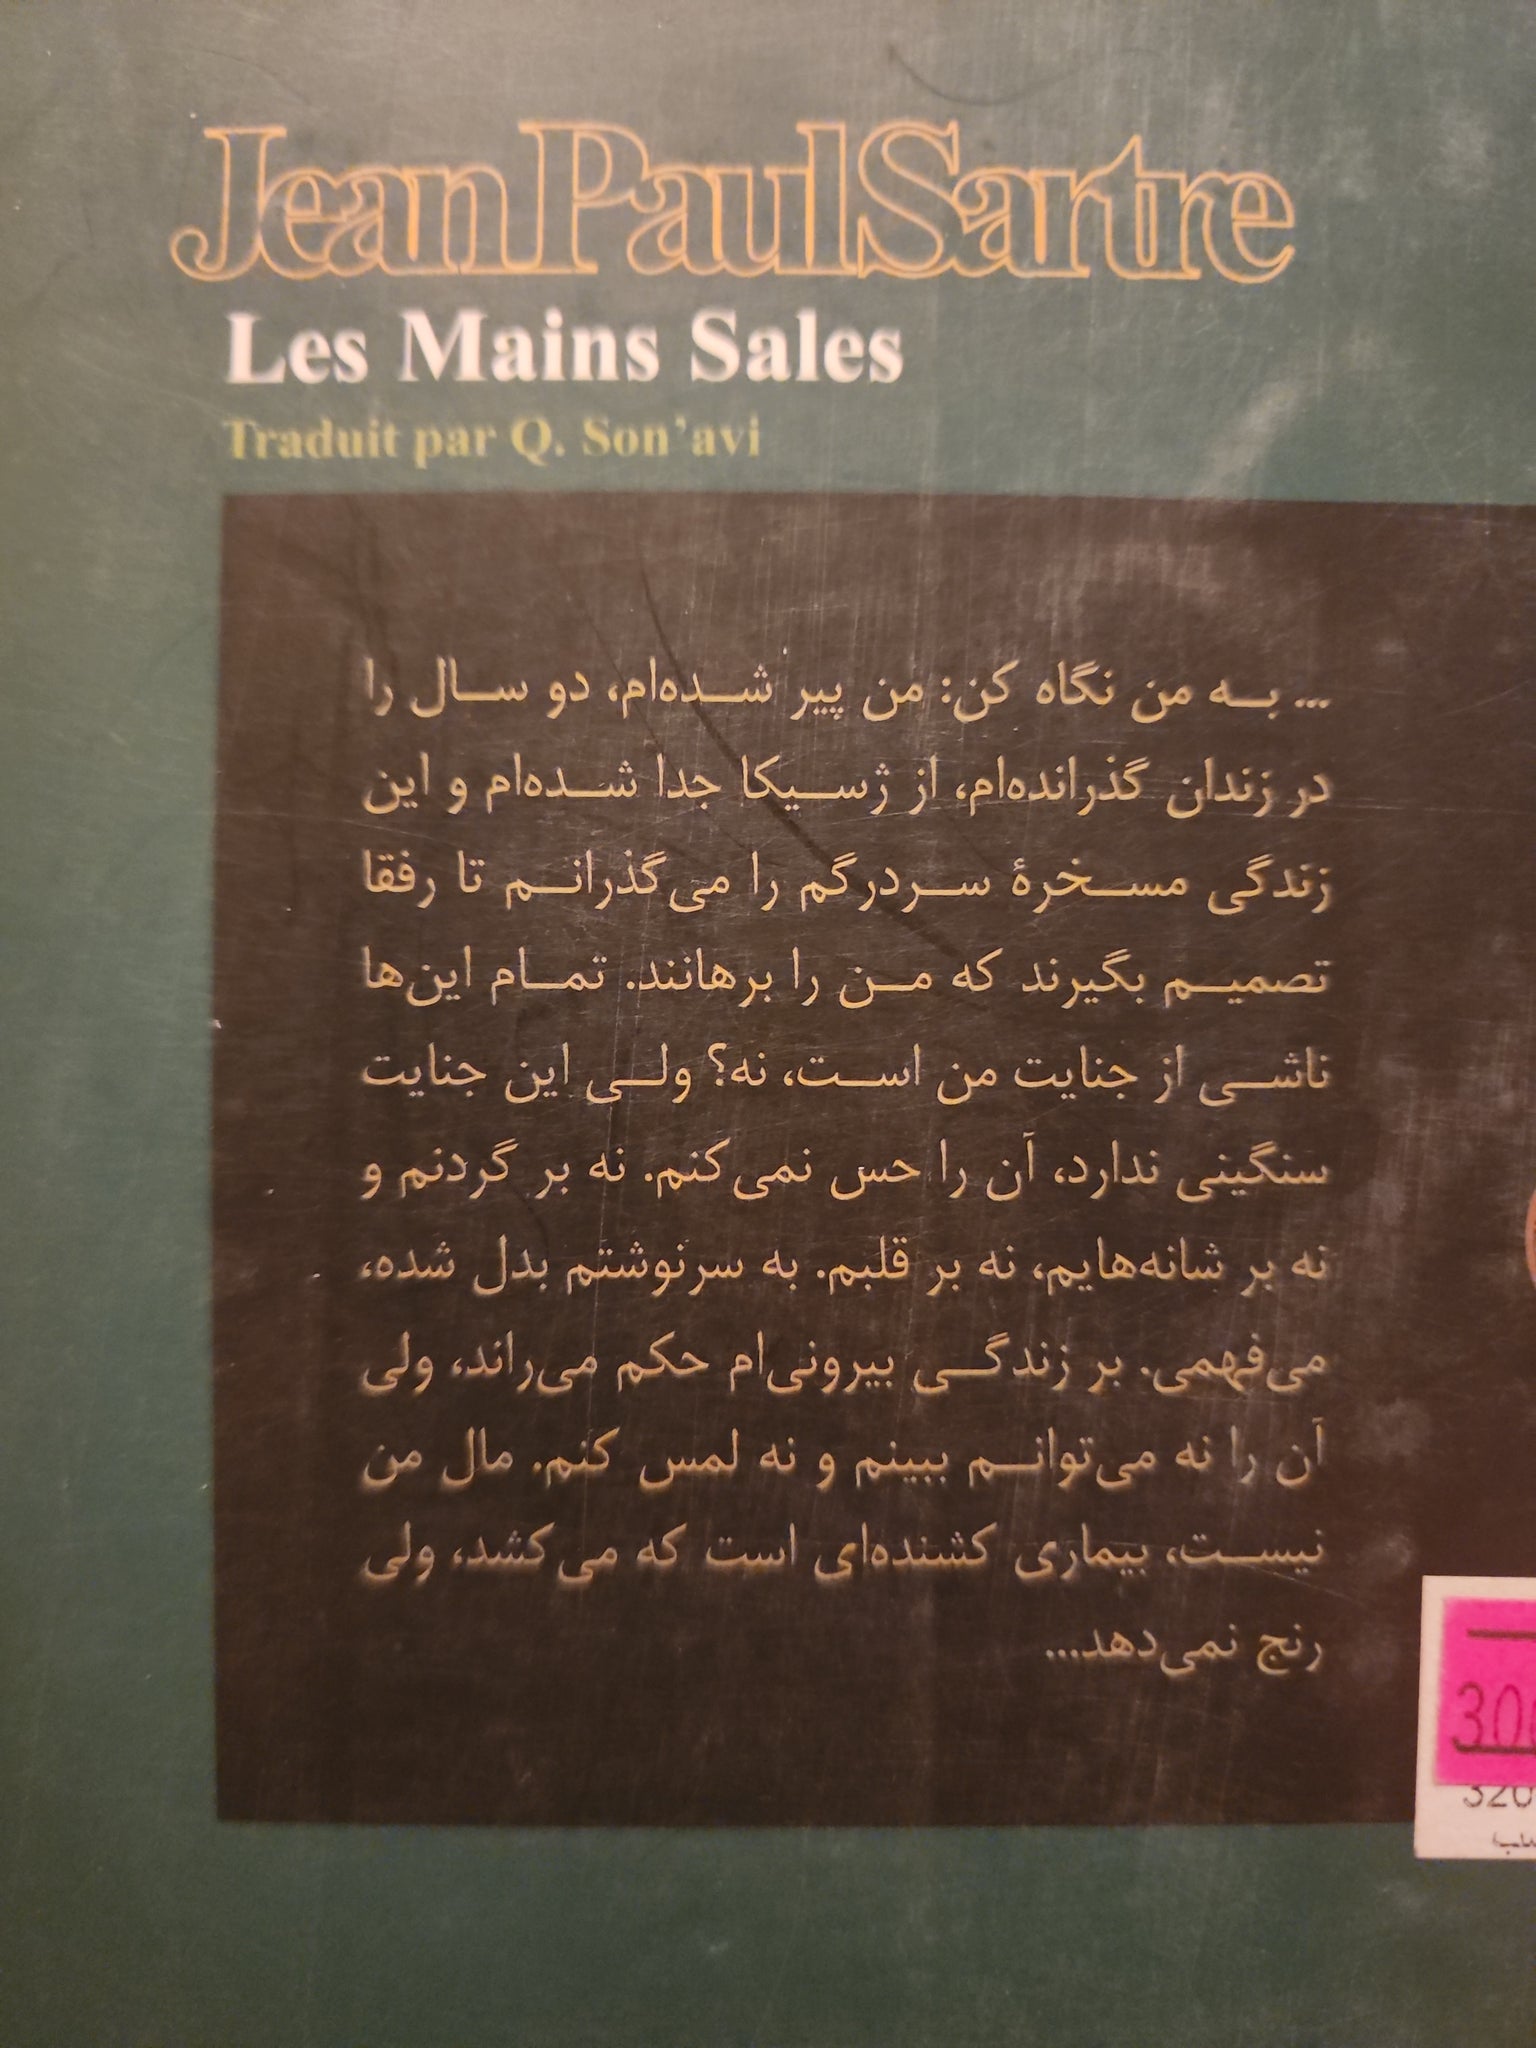 Jean Paul Sartre
Les Mains Sales
Traduit par Q. Son'avi
... به من نگاه کن: من پیر شده‌ام، دو سال را
در زندان گذرانده‌ام، از ژسیکا جدا شده‌ام و این
زندگی مسخرهٔ سردرگم را می‌گذرانم تا رفقا
تصمیم بگیرند که من را برهانند. تمام این‌ها
ناشی از جنایت من است، نه؟ ولی این جنایت
سنگینی ندارد، آن را حس نمی‌کنم. نه بر گردنم و
نه بر شانه‌هایم، نه بر قلبم. به سرنوشتم بدل شده،
می‌فهمی. بر زندگی بیرونی‌ام حکم می‌راند، ولی
آن را نه می‌توانم ببینم و نه لمس کنم. مال من
نیست، بیماری کشنده‌ای است که می‌کشد، ولی
رنج نمی‌دهد...
300
320